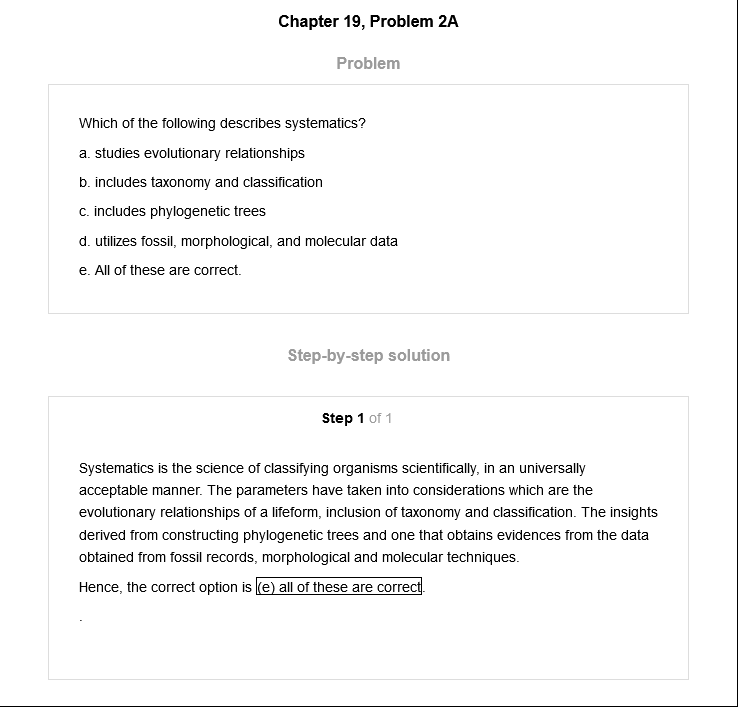 Chapter 19, Problem 2A
Problem
Which of the following describes systematics?
a. studies evolutionary relationships
b. includes taxonomy and classification
c. includes phylogenetic trees
d. utilizes fossil, morphological, and molecular data
e. All of these are correct.
Step-by-step solution
Step 1 of 1
Systematics is the science of classifying organisms scientifically, in an universally
acceptable manner. The parameters have taken into considerations which are the
evolutionary relationships of a lifeform, inclusion of taxonomy and classification. The insights
derived from constructing phylogenetic trees and one that obtains evidences from the data
obtained from fossil records, morphological and molecular techniques.
Hence, the correct option is (e) all of these are correct.
.